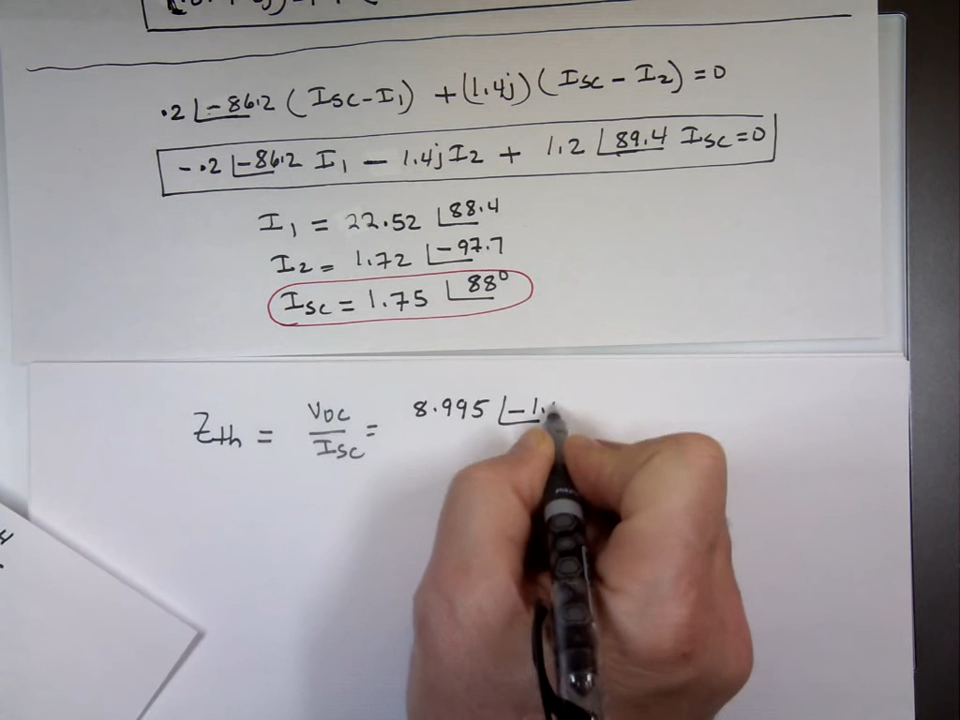 .2 ∠-86.2 (Isc-I1) + (1.4j) (Isc - I2) = 0
-.2 ∠-86.2 I1 - 1.4j I2 + 1.2 ∠89.4 Isc = 0
I1 = 22.52 ∠88.4
I2 = 1.72 ∠-97.7
Isc = 1.75 ∠88°
Zth = Voc/Isc = 8.995 ∠-1.